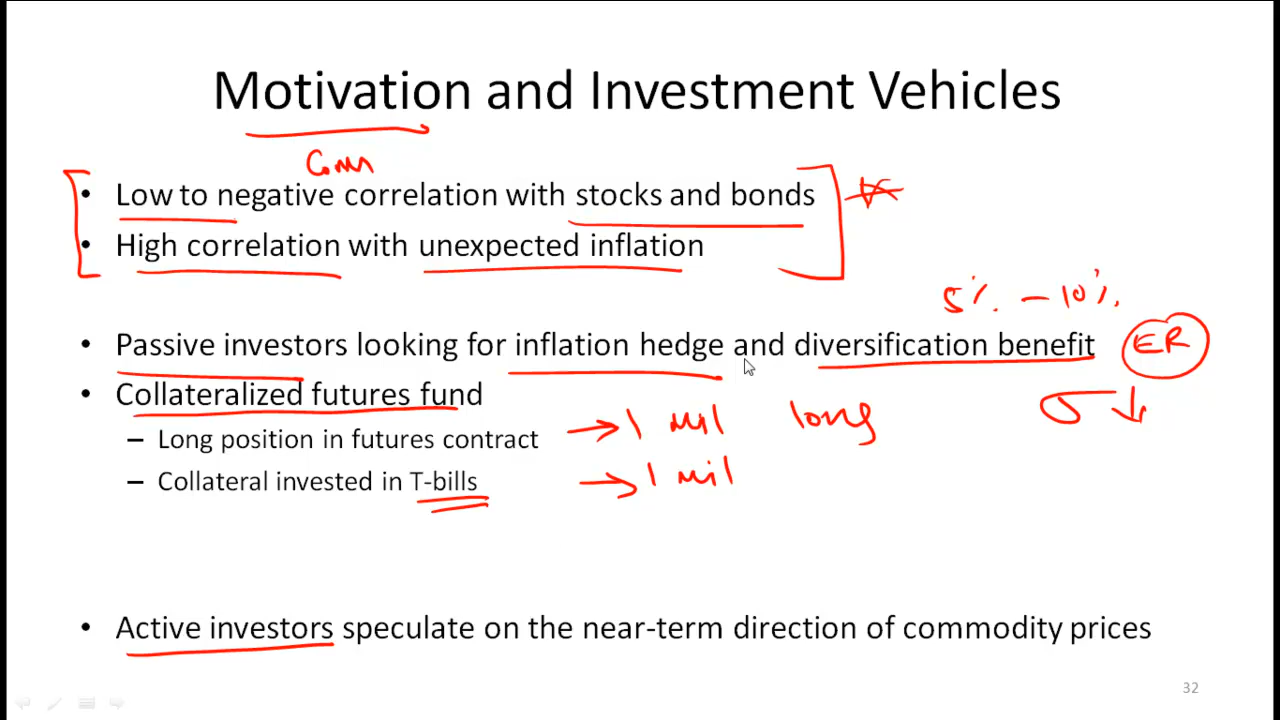 Motivation and Investment Vehicles
Com
• Low to negative correlation with stocks and bonds
• High correlation with unexpected inflation
5% – 10%.
• Passive investors looking for inflation hedge and diversification benefit ER
• Collateralized futures fund σ ↓
– Long position in futures contract → 1 mil long
– Collateral invested in T-bills → 1 mil
• Active investors speculate on the near-term direction of commodity prices
32